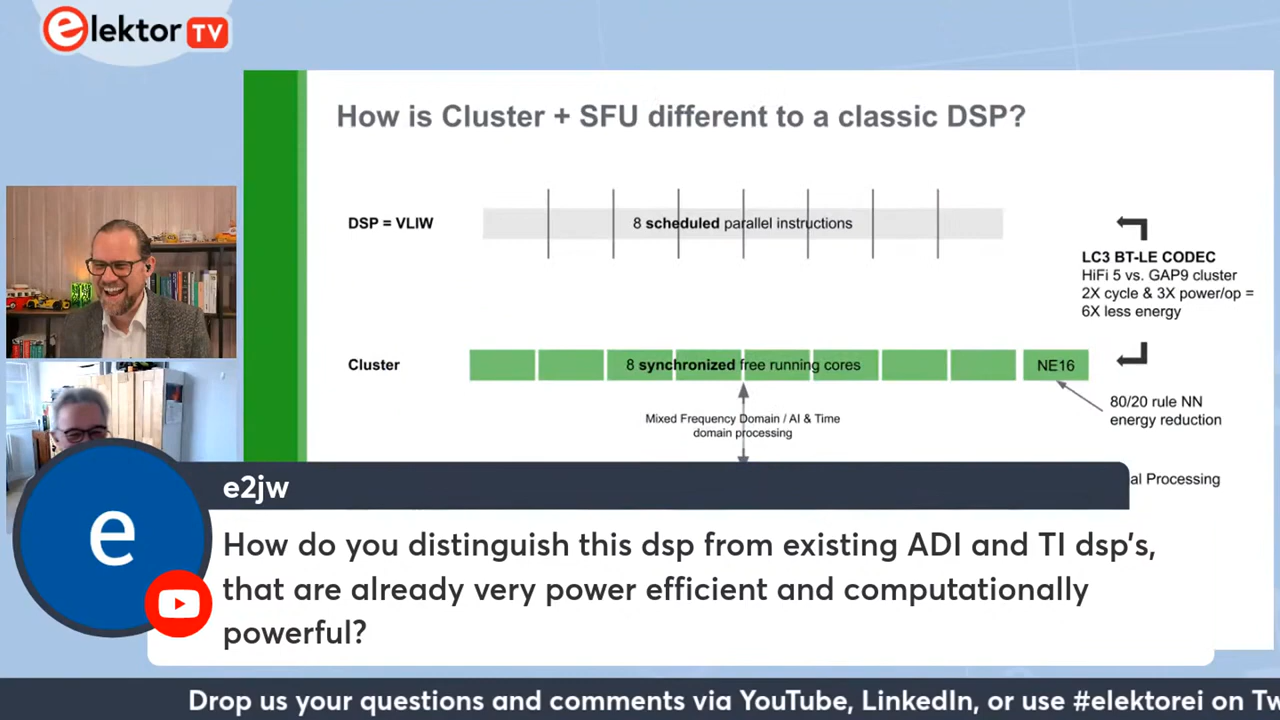 elektor TV
How is Cluster + SFU different to a classic DSP?
DSP = VLIW
8 scheduled parallel instructions
LC3 BT-LE CODEC
HiFi 5 vs. GAP9 cluster
2X cycle & 3X power/op =
6X less energy
Cluster
8 synchronized free running cores
NE16
80/20 rule NN
energy reduction
Mixed Frequency Domain / AI & Time
domain processing
al Processing
e
e2jw
How do you distinguish this dsp from existing ADI and TI dsp's,
that are already very power efficient and computationally
powerful?
Drop us your questions and comments via YouTube, LinkedIn, or use #elektorei on Tw